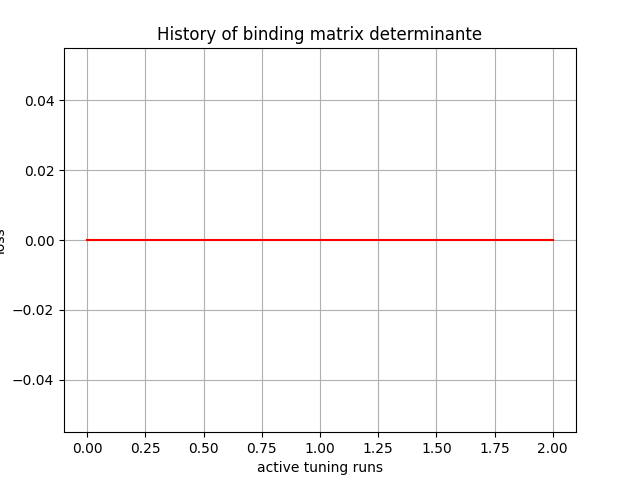 History of binding matrix determinante
0.04
0.02
0.00
−0.02
−0.04
loss
0.00 0.25 0.50 0.75 1.00 1.25 1.50 1.75 2.00
active tuning runs